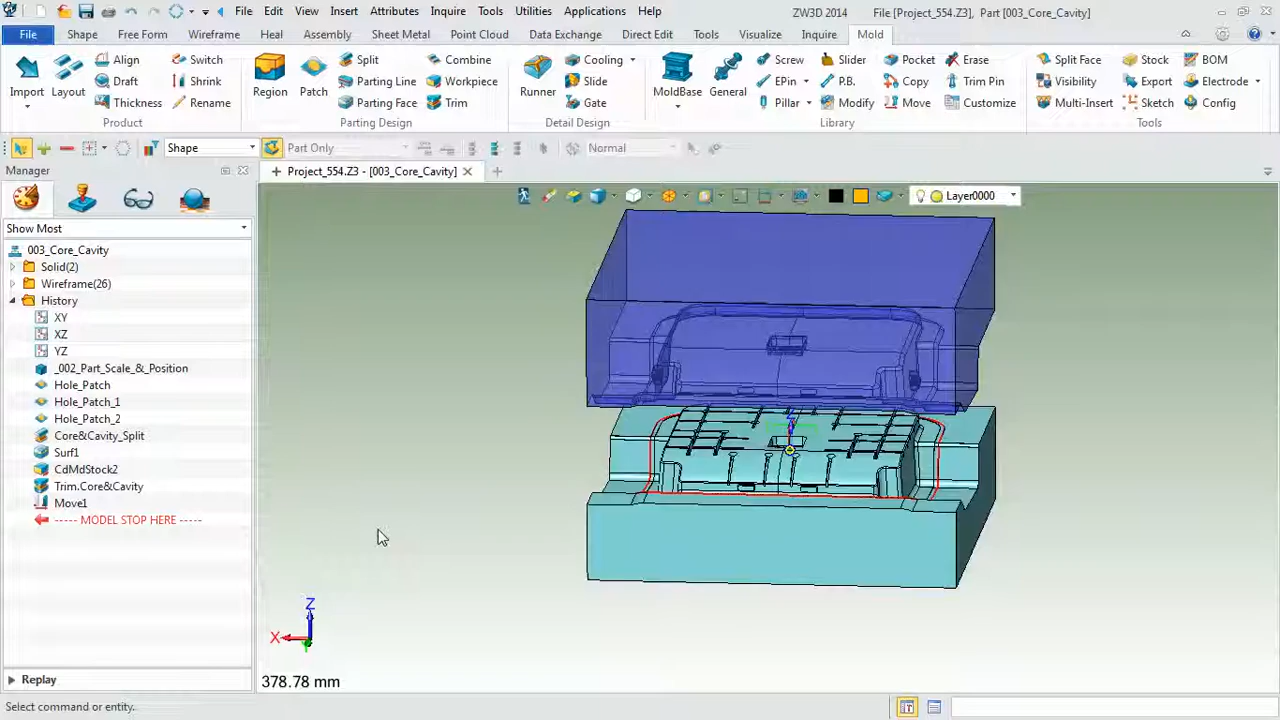 File Edit View Insert Attributes Inquire Tools Utilities Applications Help ZW3D 2014 File [Project_554.Z3], Part [003_Core_Cavity]
File Shape Free Form Wireframe Heal Assembly Sheet Metal Point Cloud Data Exchange Direct Edit Tools Visualize Inquire Mold
Import Layout Align Draft Thickness Switch Shrink Rename
Product
Region Patch Split Parting Line Parting Face Combine Workpiece Trim
Parting Design
Runner Cooling Slide Gate
Detail Design
MoldBase General Screw EPin Pillar Slider P.B. Modify Pocket Copy Move Erase Trim Pin Customize
Library
Split Face Visibility Multi-Insert Stock Export Sketch BOM Electrode Config
Tools
Shape Part Only Normal
Manager
Project_554.Z3 - [003_Core_Cavity]
Layer0000
Show Most
003_Core_Cavity
Solid(2)
Wireframe(26)
History
XY
XZ
YZ
_002_Part_Scale_&_Position
Hole_Patch
Hole_Patch_1
Hole_Patch_2
Core&Cavity_Split
Surf1
CdMdStock2
Trim.Core&Cavity
Move1
----- MODEL STOP HERE -----
Z
Z
X
378.78 mm
Replay
Select command or entity.